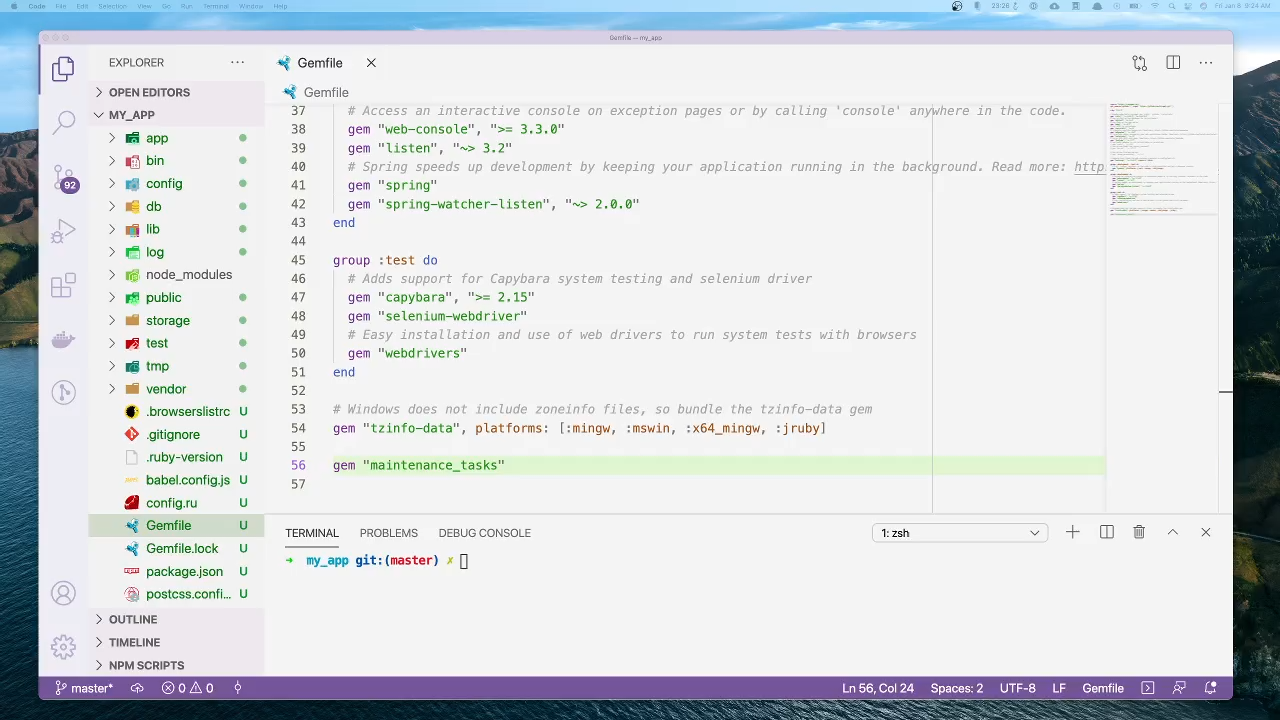 Code File Edit Selection View Go Run Terminal Window Help
23:26
Fri Jan 8 9:24 AM
Gemfile — my_app
EXPLORER
Gemfile
OPEN EDITORS
Gemfile
MY_APP
app
bin
config
db
lib
log
node_modules
public
storage
test
tmp
vendor
.browserslistrc U
.gitignore U
.ruby-version U
babel.config.js U
config.ru U
Gemfile U
Gemfile.lock U
package.json U
postcss.confi... U
OUTLINE
TIMELINE
NPM SCRIPTS
92
37 # Access an interactive console on exception pages or by calling 'console' anywhere in the code.
38 gem "web-console", ">= 3.3.0"
39 gem "listen", "~> 3.2"
40 # Spring speeds up development by keeping your application running in the background. Read more: http
41 gem "spring"
42 gem "spring-watcher-listen", "~> 2.0.0"
43 end
44
45 group :test do
46 # Adds support for Capybara system testing and selenium driver
47 gem "capybara", ">= 2.15"
48 gem "selenium-webdriver"
49 # Easy installation and use of web drivers to run system tests with browsers
50 gem "webdrivers"
51 end
52
53 # Windows does not include zoneinfo files, so bundle the tzinfo-data gem
54 gem "tzinfo-data", platforms: [:mingw, :mswin, :x64_mingw, :jruby]
55
56 gem "maintenance_tasks"
57
TERMINAL PROBLEMS DEBUG CONSOLE 1: zsh
➜ my_app git:(master) ✗
master* 0 0 Ln 56, Col 24 Spaces: 2 UTF-8 LF Gemfile